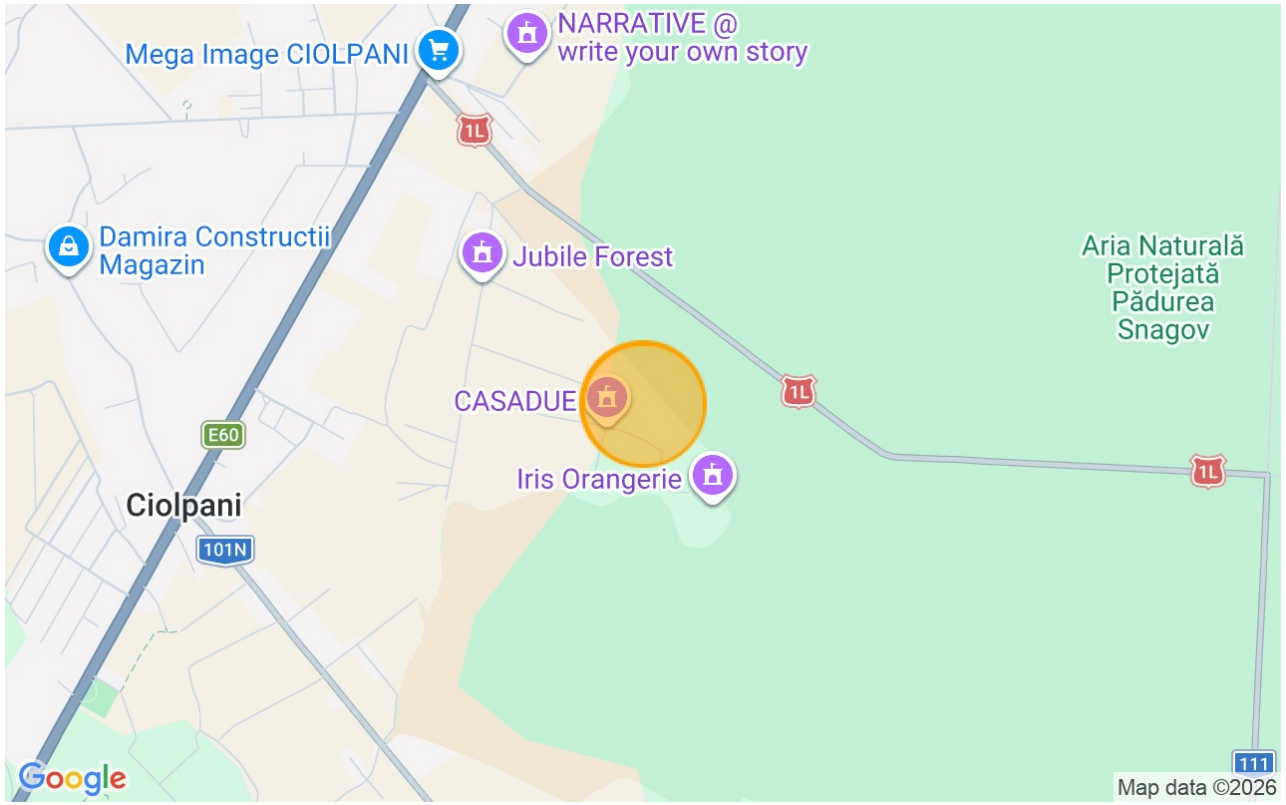 NARRATIVE @
write your own story
Mega Image CIOLPANI
1L
Damira Constructii
Magazin
Jubile Forest
Aria Naturală
Protejată
Pădurea
Snagov
CASADUE
1L
E60
Iris Orangerie
1L
Ciolpani
101N
111
Google
Map data ©2026